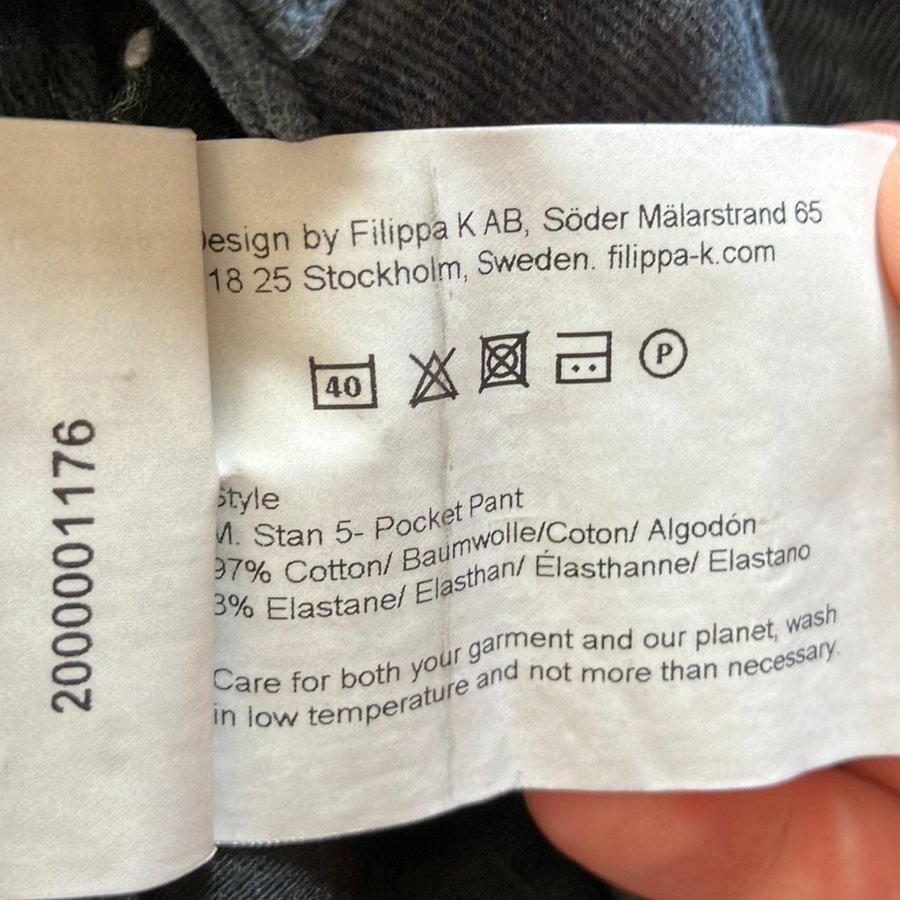 200001176
Design by Filippa K AB, Söder Mälarstrand 65
18 25 Stockholm, Sweden. filippa-k.com
40
P
Style
M. Stan 5- Pocket Pant
97% Cotton/ Baumwolle/Coton/ Algodón
3% Elastane/ Elasthan/ Élasthanne/ Elastano
Care for both your garment and our planet, wash
in low temperature and not more than necessary.